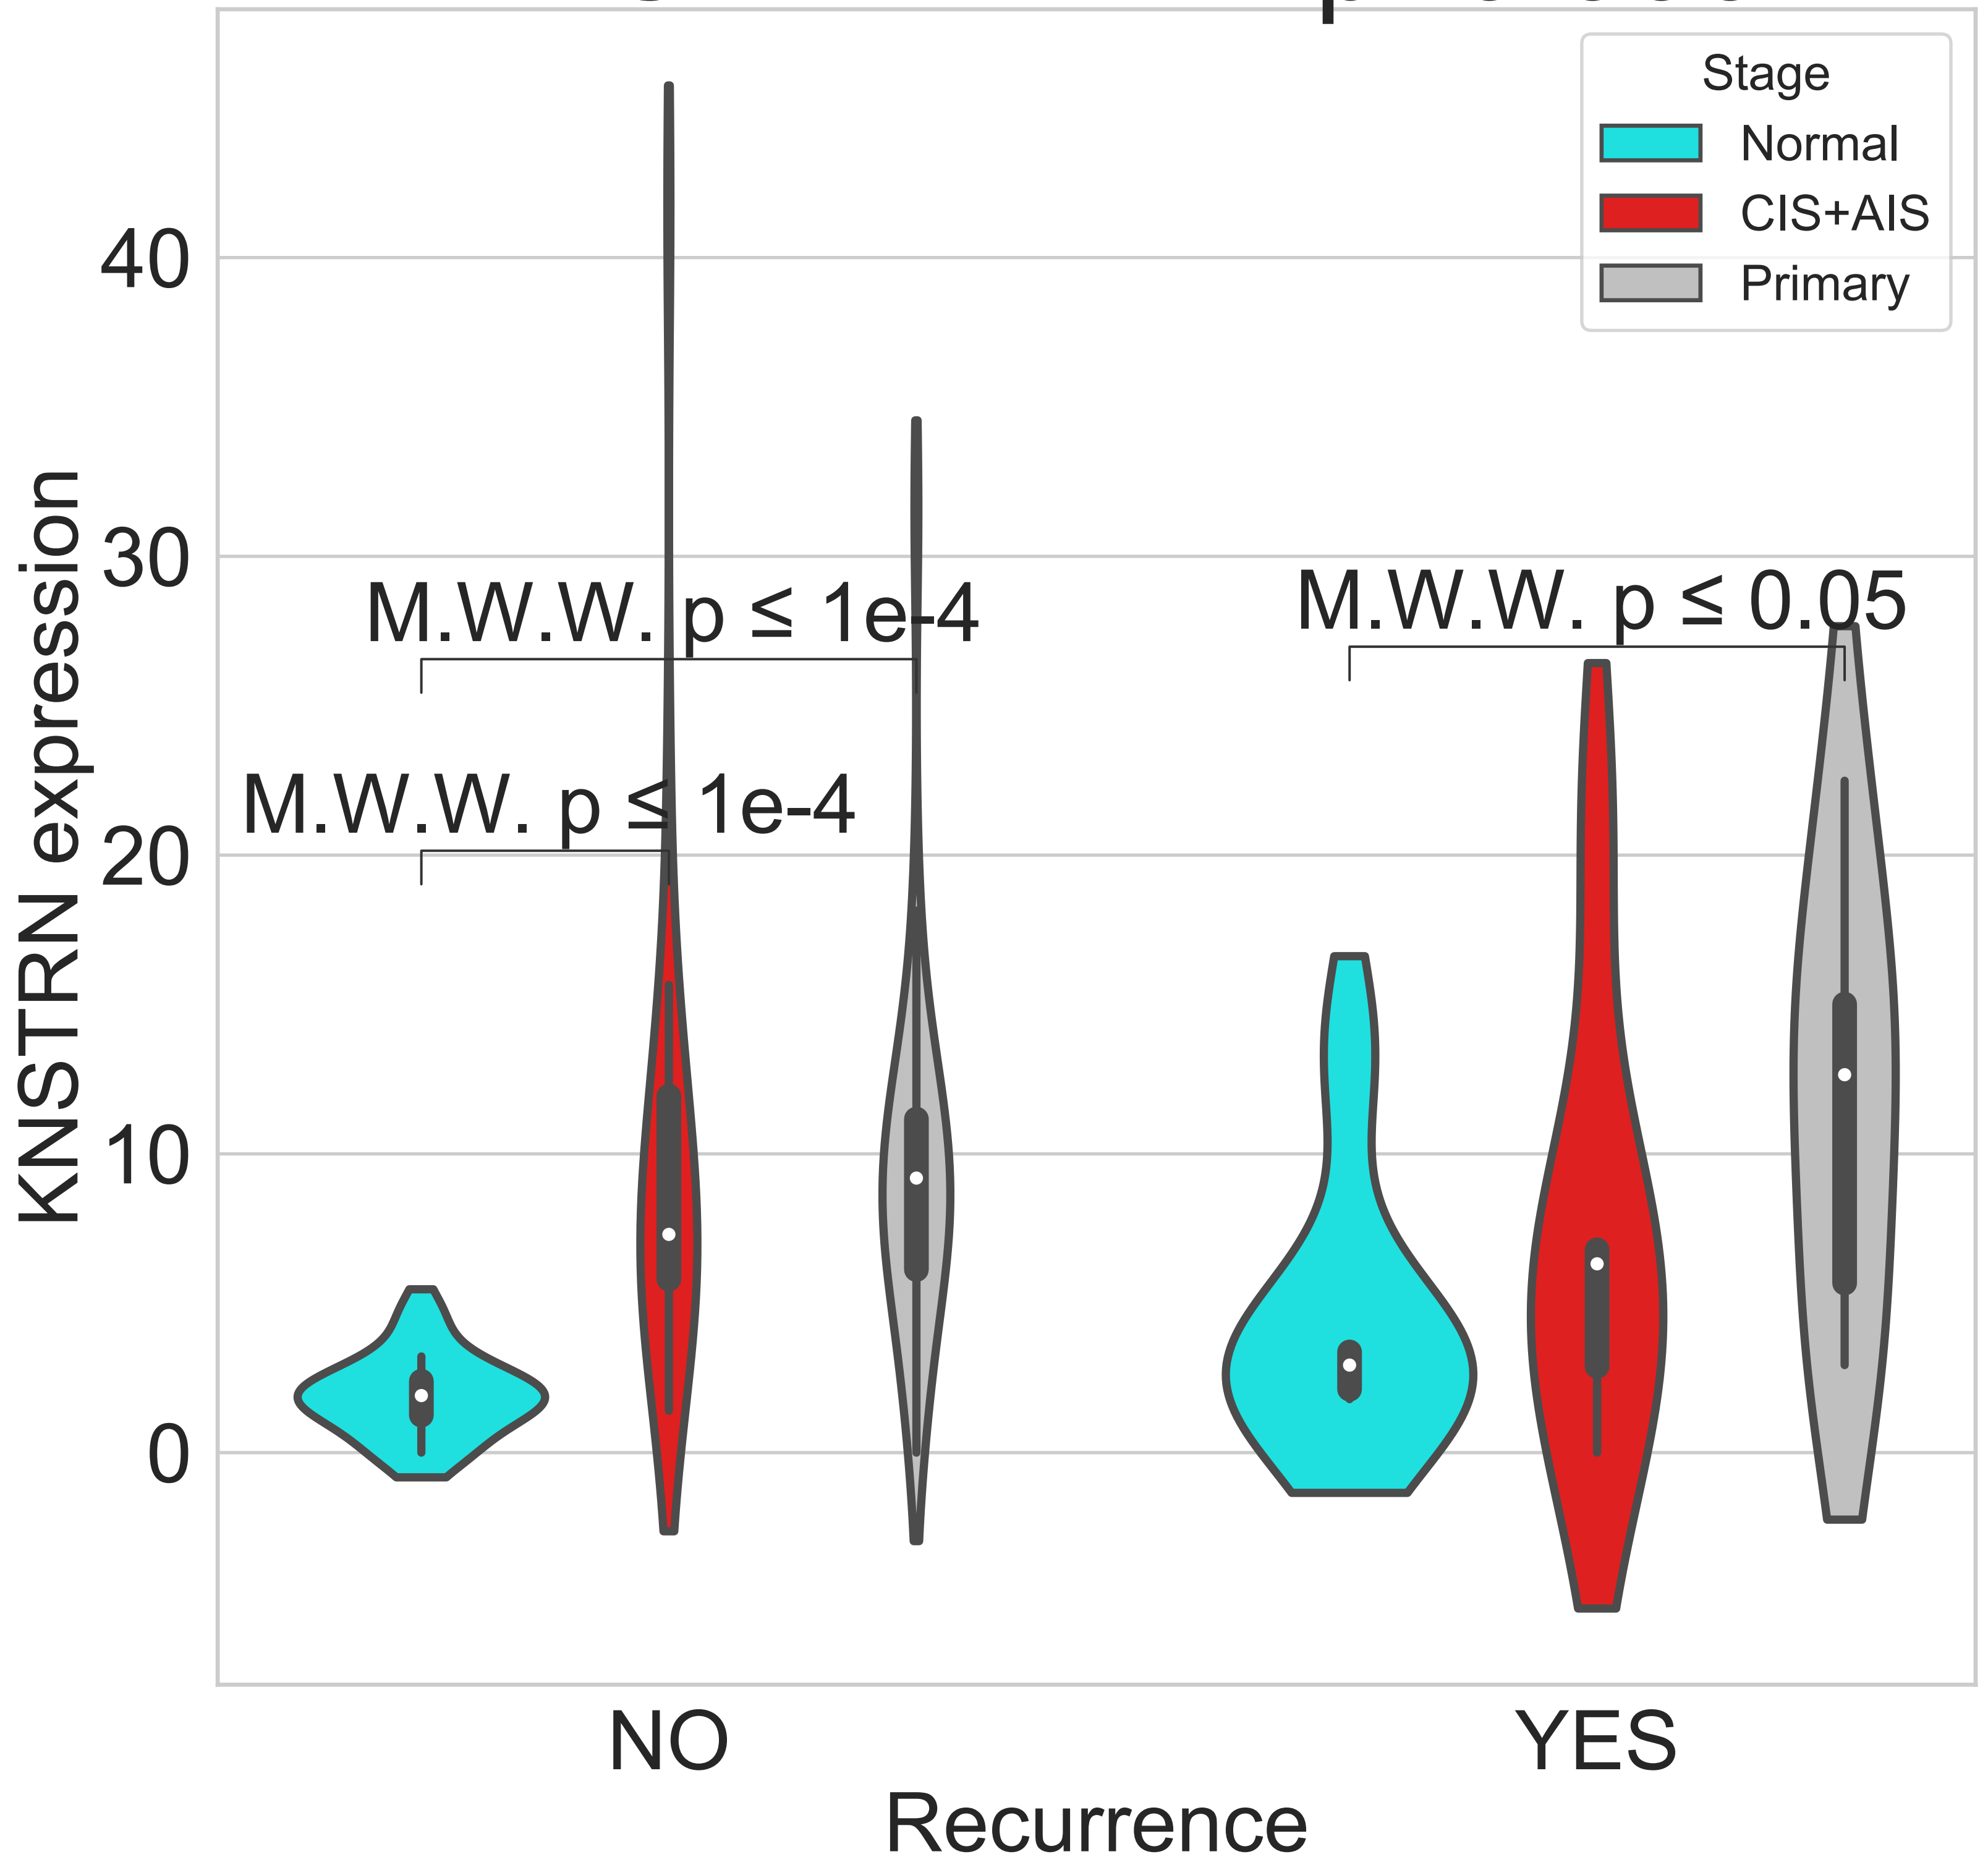 Stage
Normal
CIS+AIS
Primary
40
30
20
10
0
KNSTRN expression
M.W.W. p ≤ 1e-4
M.W.W. p ≤ 0.05
M.W.W. p ≤ 1e-4
NO
YES
Recurrence